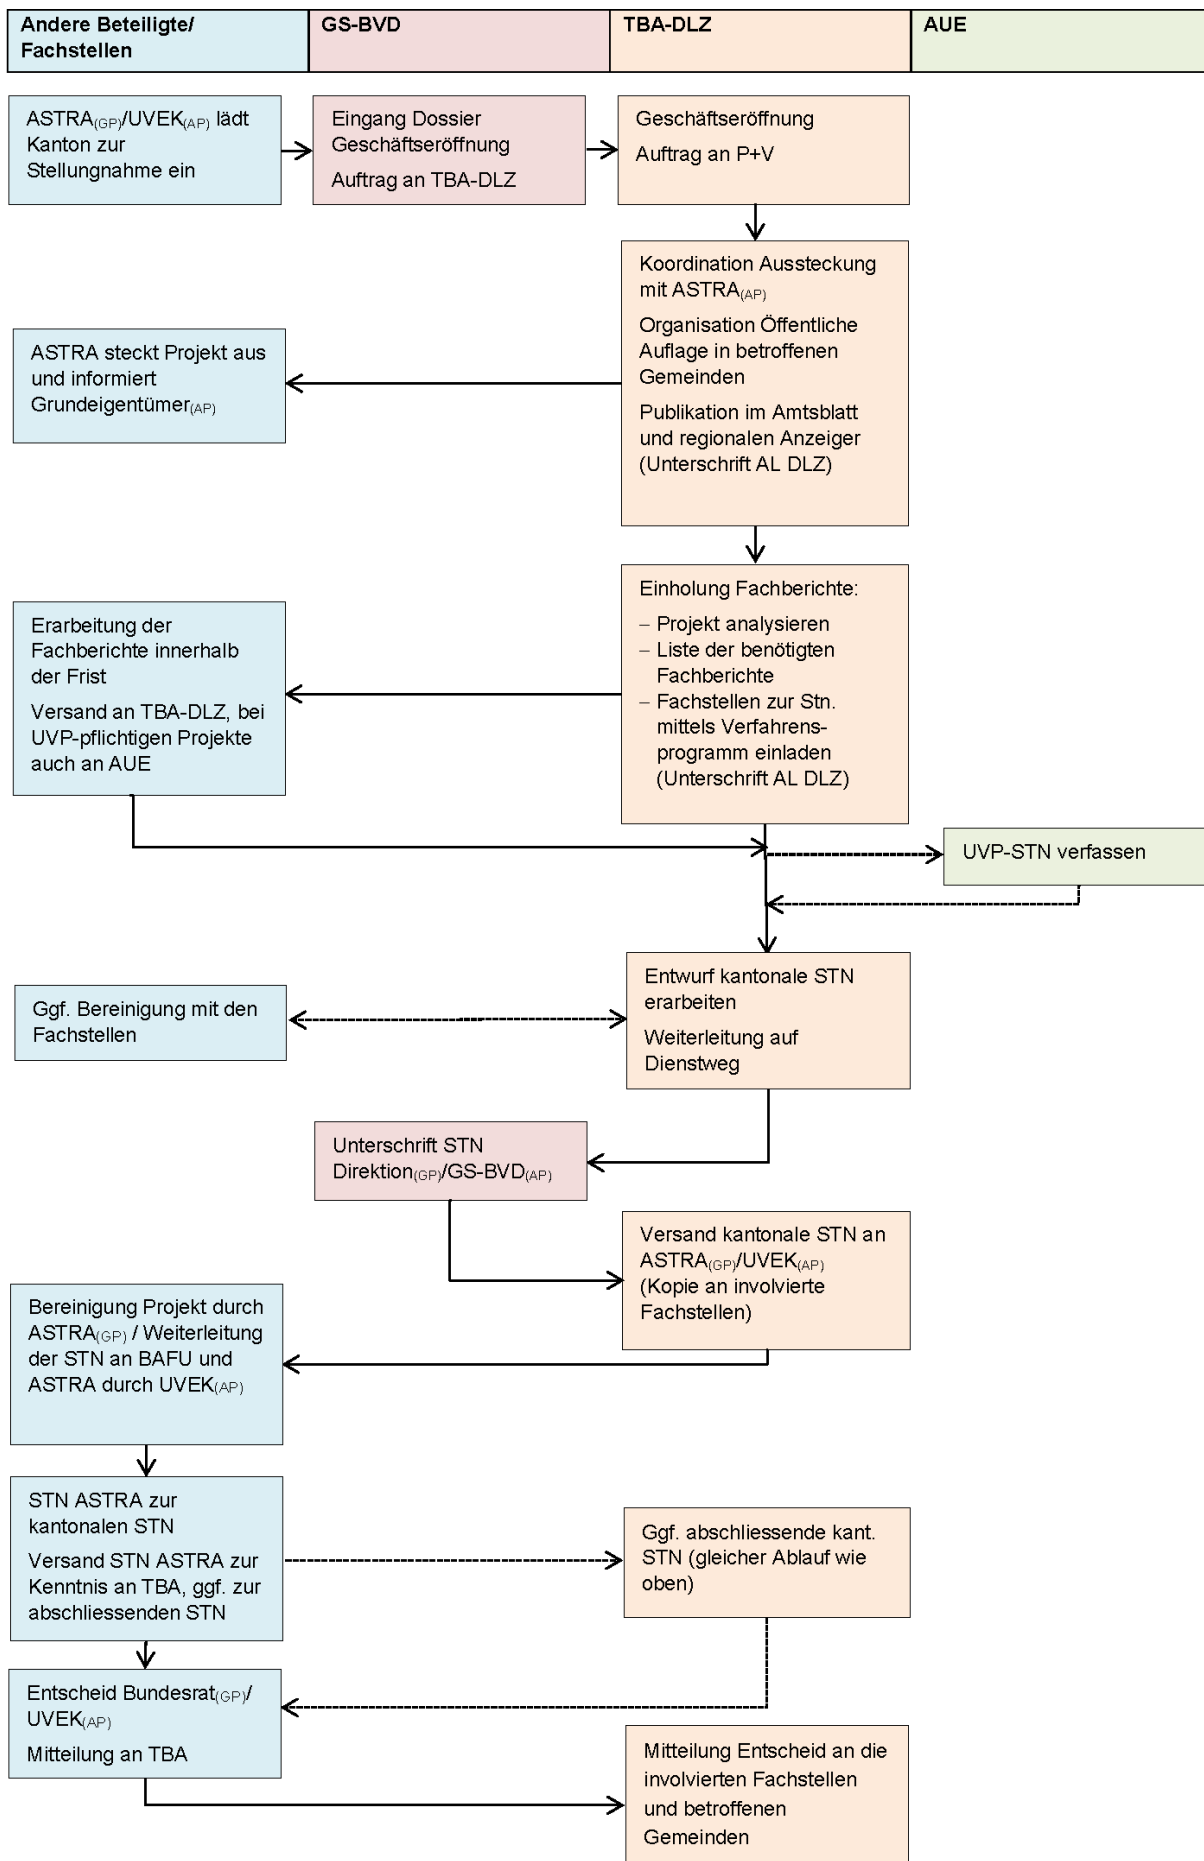 Andere Beteiligte/
Fachstellen
GS-BVD
TBA-DLZ
AUE
ASTRA(GP)/UVEK(AP) lädt
Kanton zur
Stellungnahme ein
Eingang Dossier
Geschäftseröffnung
Auftrag an TBA-DLZ
Geschäftseröffnung
Auftrag an P+V
Koordination Aussteckung
mit ASTRA(AP)
Organisation Öffentliche
Auflage in betroffenen
Gemeinden
Publikation im Amtsblatt
und regionalen Anzeiger
(Unterschrift AL DLZ)
ASTRA steckt Projekt aus
und informiert
Grundeigentümer(AP)
Einholung Fachberichte:
– Projekt analysieren
– Liste der benötigten
Fachberichte
– Fachstellen zur Stn.
mittels Verfahrens-
programm einladen
(Unterschrift AL DLZ)
Erarbeitung der
Fachberichte innerhalb
der Frist
Versand an TBA-DLZ, bei
UVP-pflichtigen Projekte
auch an AUE
UVP-STN verfassen
Entwurf kantonale STN
erarbeiten
Weiterleitung auf
Dienstweg
Ggf. Bereinigung mit den
Fachstellen
Unterschrift STN
Direktion(GP)/GS-BVD(AP)
Versand kantonale STN an
ASTRA(GP)/UVEK(AP)
(Kopie an involvierte
Fachstellen)
Bereinigung Projekt durch
ASTRA(GP) / Weiterleitung
der STN an BAFU und
ASTRA durch UVEK(AP)
STN ASTRA zur
kantonalen STN
Versand STN ASTRA zur
Kenntnis an TBA, ggf. zur
abschliessenden STN
Ggf. abschliessende kant.
STN (gleicher Ablauf wie
oben)
Entscheid Bundesrat(GP)/
UVEK(AP)
Mitteilung an TBA
Mitteilung Entscheid an die
involvierten Fachstellen
und betroffenen
Gemeinden